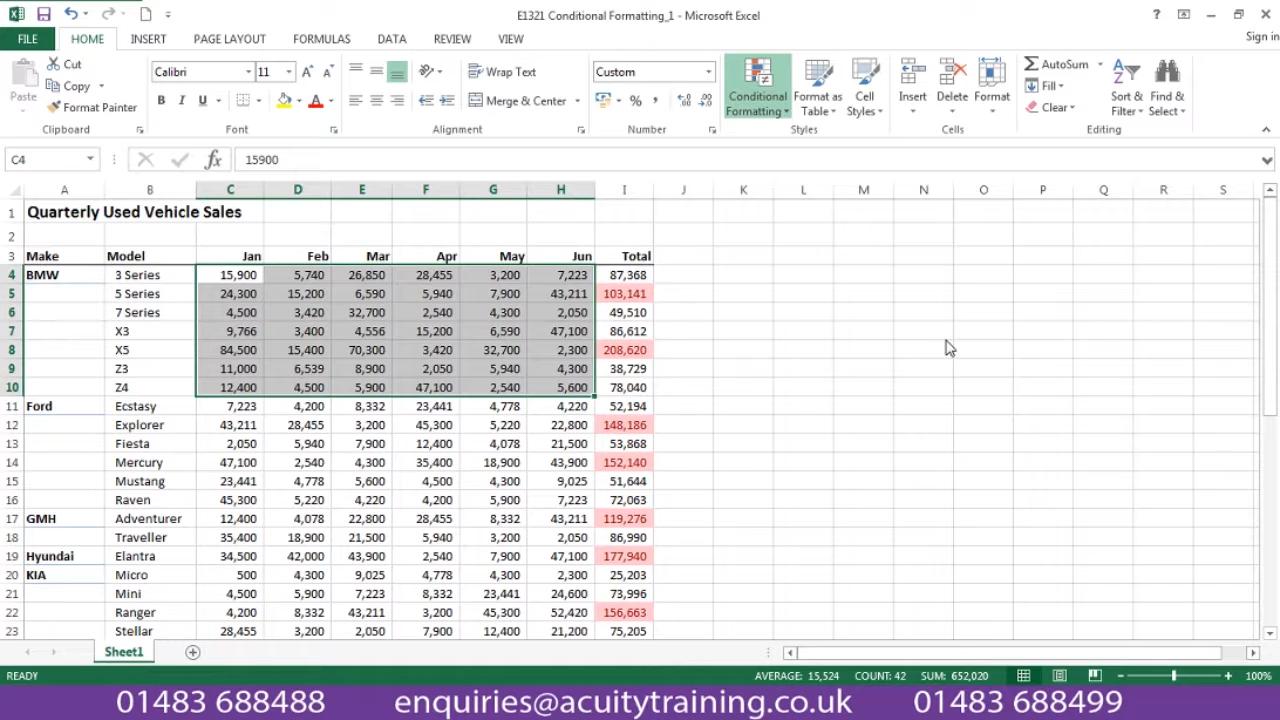 E1321 Conditional Formatting_1 - Microsoft Excel
?
FILE HOME INSERT PAGE LAYOUT FORMULAS DATA REVIEW VIEW Sign in
Paste Cut Copy Format Painter Clipboard
Calibri 11 B I U A Font
Wrap Text Merge & Center Alignment
Custom % , Number
Conditional Formatting Format as Table Cell Styles Styles
Insert Delete Format Cells
AutoSum Fill Clear Sort & Filter Find & Select Editing
C4 fx 15900
A B C D E F G H I J K L M N O P Q R S
1 Quarterly Used Vehicle Sales
2
3 Make Model Jan Feb Mar Apr May Jun Total
4 BMW 3 Series 15,900 5,740 26,850 28,455 3,200 7,223 87,368
5 5 Series 24,300 15,200 6,590 5,940 7,900 43,211 103,141
6 7 Series 4,500 3,420 32,700 2,540 4,300 2,050 49,510
7 X3 9,766 3,400 4,556 15,200 6,590 47,100 86,612
8 X5 84,500 15,400 70,300 3,420 32,700 2,300 208,620
9 Z3 11,000 6,539 8,900 2,050 5,940 4,300 38,729
10 Z4 12,400 4,500 5,900 47,100 2,540 5,600 78,040
11 Ford Ecstasy 7,223 4,200 8,332 23,441 4,778 4,220 52,194
12 Explorer 43,211 28,455 3,200 45,300 5,220 22,800 148,186
13 Fiesta 2,050 5,940 7,900 12,400 4,078 21,500 53,868
14 Mercury 47,100 2,540 4,300 35,400 18,900 43,900 152,140
15 Mustang 23,441 4,778 5,600 4,500 4,300 9,025 51,644
16 Raven 45,300 5,220 4,220 4,200 5,900 7,223 72,063
17 GMH Adventurer 12,400 4,078 22,800 28,455 8,332 43,211 119,276
18 Traveller 35,400 18,900 21,500 5,940 3,200 2,050 86,990
19 Hyundai Elantra 34,500 42,000 43,900 2,540 7,900 47,100 177,940
20 KIA Micro 500 4,300 9,025 4,778 4,300 2,300 25,203
21 Mini 4,500 5,900 7,223 8,332 23,441 24,600 73,996
22 Ranger 4,200 8,332 43,211 3,200 45,300 52,420 156,663
23 Stellar 28,455 3,200 2,050 7,900 12,400 21,200 75,205
Sheet1
READY AVERAGE: 15,524 COUNT: 42 SUM: 652,020 100%
01483 688488 enquiries@acuitytraining.co.uk 01483 688499